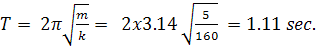 T = 2π√(m/k) = 2x3.14 √(5/160) = 1.11 sec.